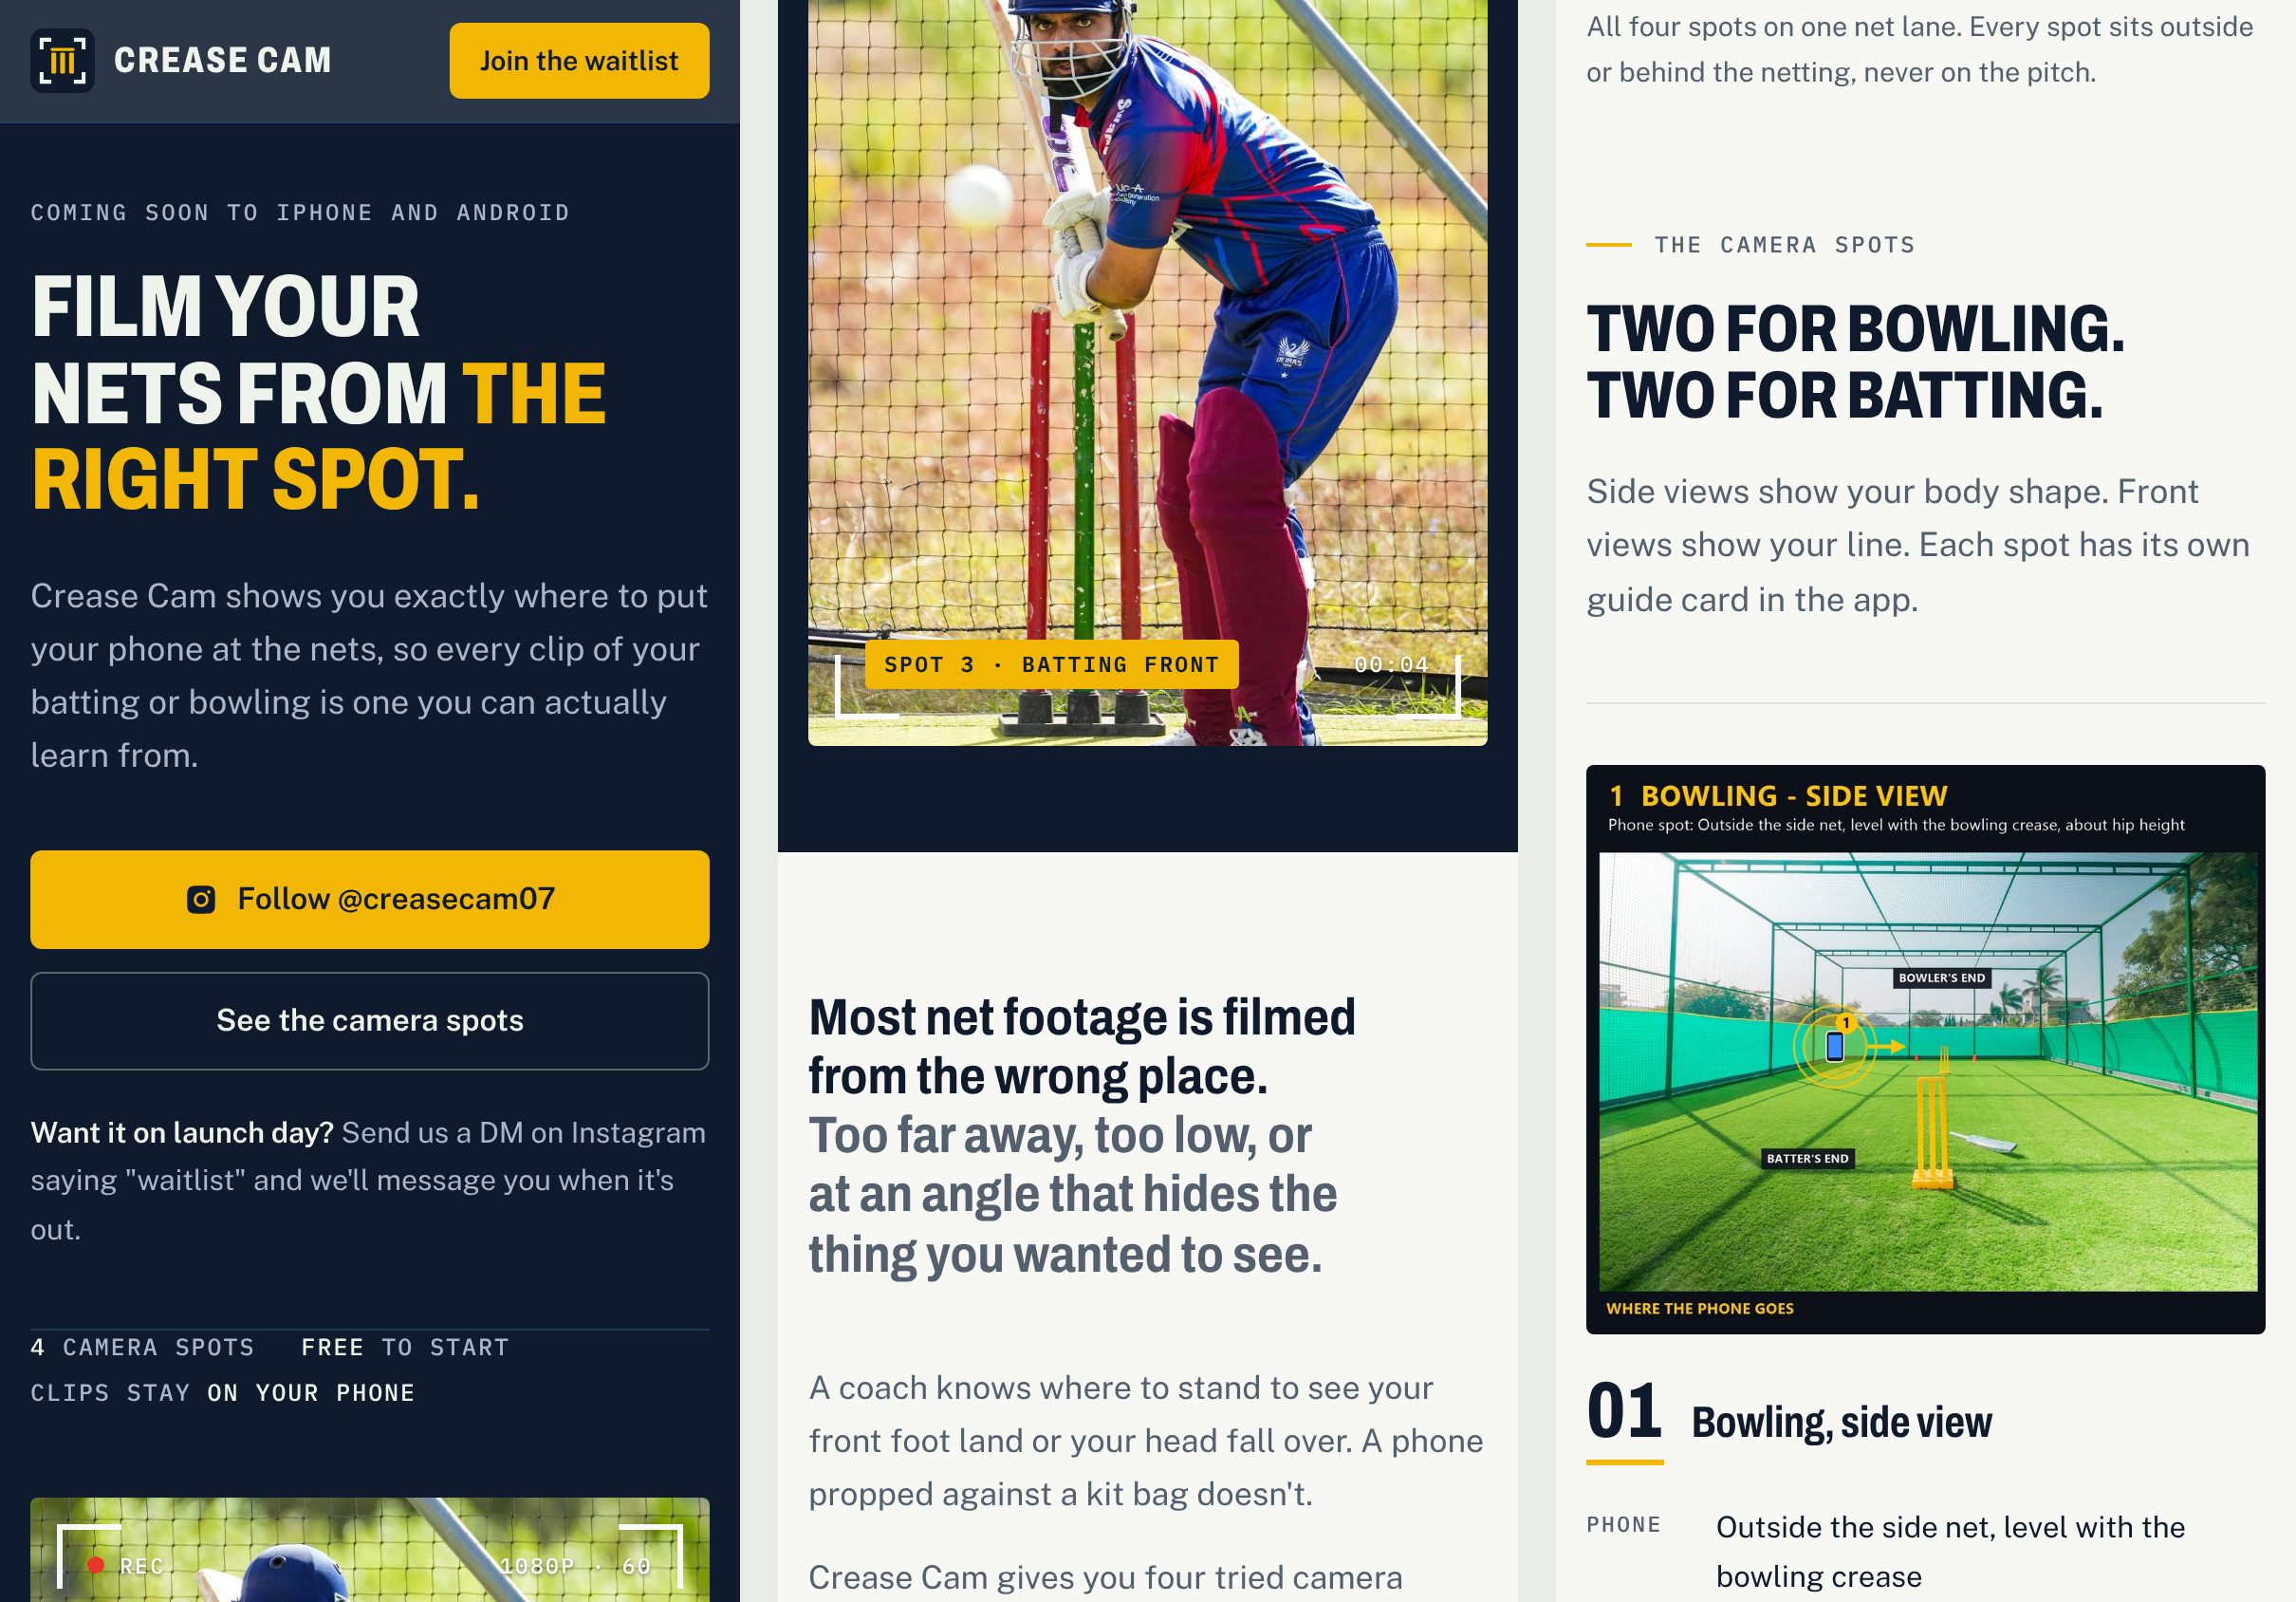 CREASE CAM
Join the waitlist
COMING SOON TO IPHONE AND ANDROID
FILM YOUR
NETS FROM THE
RIGHT SPOT.
Crease Cam shows you exactly where to put
your phone at the nets, so every clip of your
batting or bowling is one you can actually
learn from.
Follow @creasecam07
See the camera spots
Want it on launch day? Send us a DM on Instagram
saying "waitlist" and we'll message you when it's
out.
4 CAMERA SPOTS FREE TO START
CLIPS STAY ON YOUR PHONE
REC
1080P · 60
SPOT 3 · BATTING FRONT
00:04
Most net footage is filmed
from the wrong place.
Too far away, too low, or
at an angle that hides the
thing you wanted to see.
A coach knows where to stand to see your
front foot land or your head fall over. A phone
propped against a kit bag doesn't.
Crease Cam gives you four tried camera
All four spots on one net lane. Every spot sits outside
or behind the netting, never on the pitch.
THE CAMERA SPOTS
TWO FOR BOWLING.
TWO FOR BATTING.
Side views show your body shape. Front
views show your line. Each spot has its own
guide card in the app.
1 BOWLING - SIDE VIEW
Phone spot: Outside the side net, level with the bowling crease, about hip height
BOWLER'S END
1
BATTER'S END
WHERE THE PHONE GOES
01 Bowling, side view
PHONE Outside the side net, level with the
bowling crease